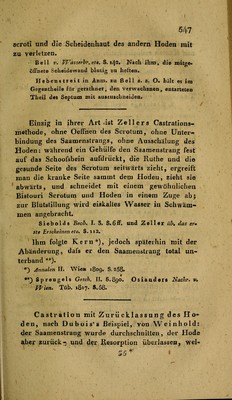 547
scroti und die Scheidenhaut des andern Hoden mit
zu verletzen.
Bell v. Wasserbr. etc. S. 192. Nach ihm, die mitge-
öffnete Scheidewand blutig zu heften.
Habenstreit in Anm. zu Bell a. s. O. hält es im
Gegentheile für gerathner, den verwachsnen, entarteten
Theil des Septum mit auszuschneiden.
Einzig in ihrer Art ist Zellers Castrations-
methode, ohne Oeffnen des Scrotum, ohne Unter-
bindung des Saamenstrangs, ohne Ausschälung des
Hoden: während ein Gehülfe den Saamenstrang fest
auf das Schoofsbein aufdrückt, die Ruthe und die
gesunde Seite des Scrotum seitwärts zieht, ergreift
man die kranke Seite sammt dem Hoden, zieht sie
abwärts, und schneidet mit einem gewöhnlichen
Bistouri Scrotum und Hoden in einem Zuge ab;
zur Blutstillung wird eiskaltes Wasser in Schwäm-
men angebracht.
Siebolds Beob. I. S. 8.6ff. und Zeller üb. das er-
ste Erscheinen etc. S. 112.
Ihm folgte Kern*), jedoch späterhin mit der
Abänderung, dafs er den Saamenstrang total un-
terband **).
*) Annalen II. Wien 1809. S. 258.
**) Sprengels Gesch. II. S. 892. Osianders Nachr. v.
Wien. Tüb. 1817. S. 58.
Castration mit Zurücklassung des Ho-
den, nach Dubois's Beispiel, von Weinhold:
der Saamenstrang wurde durchschnitten, der Hode
aber zurück- und der Resorption überlassen, wel-